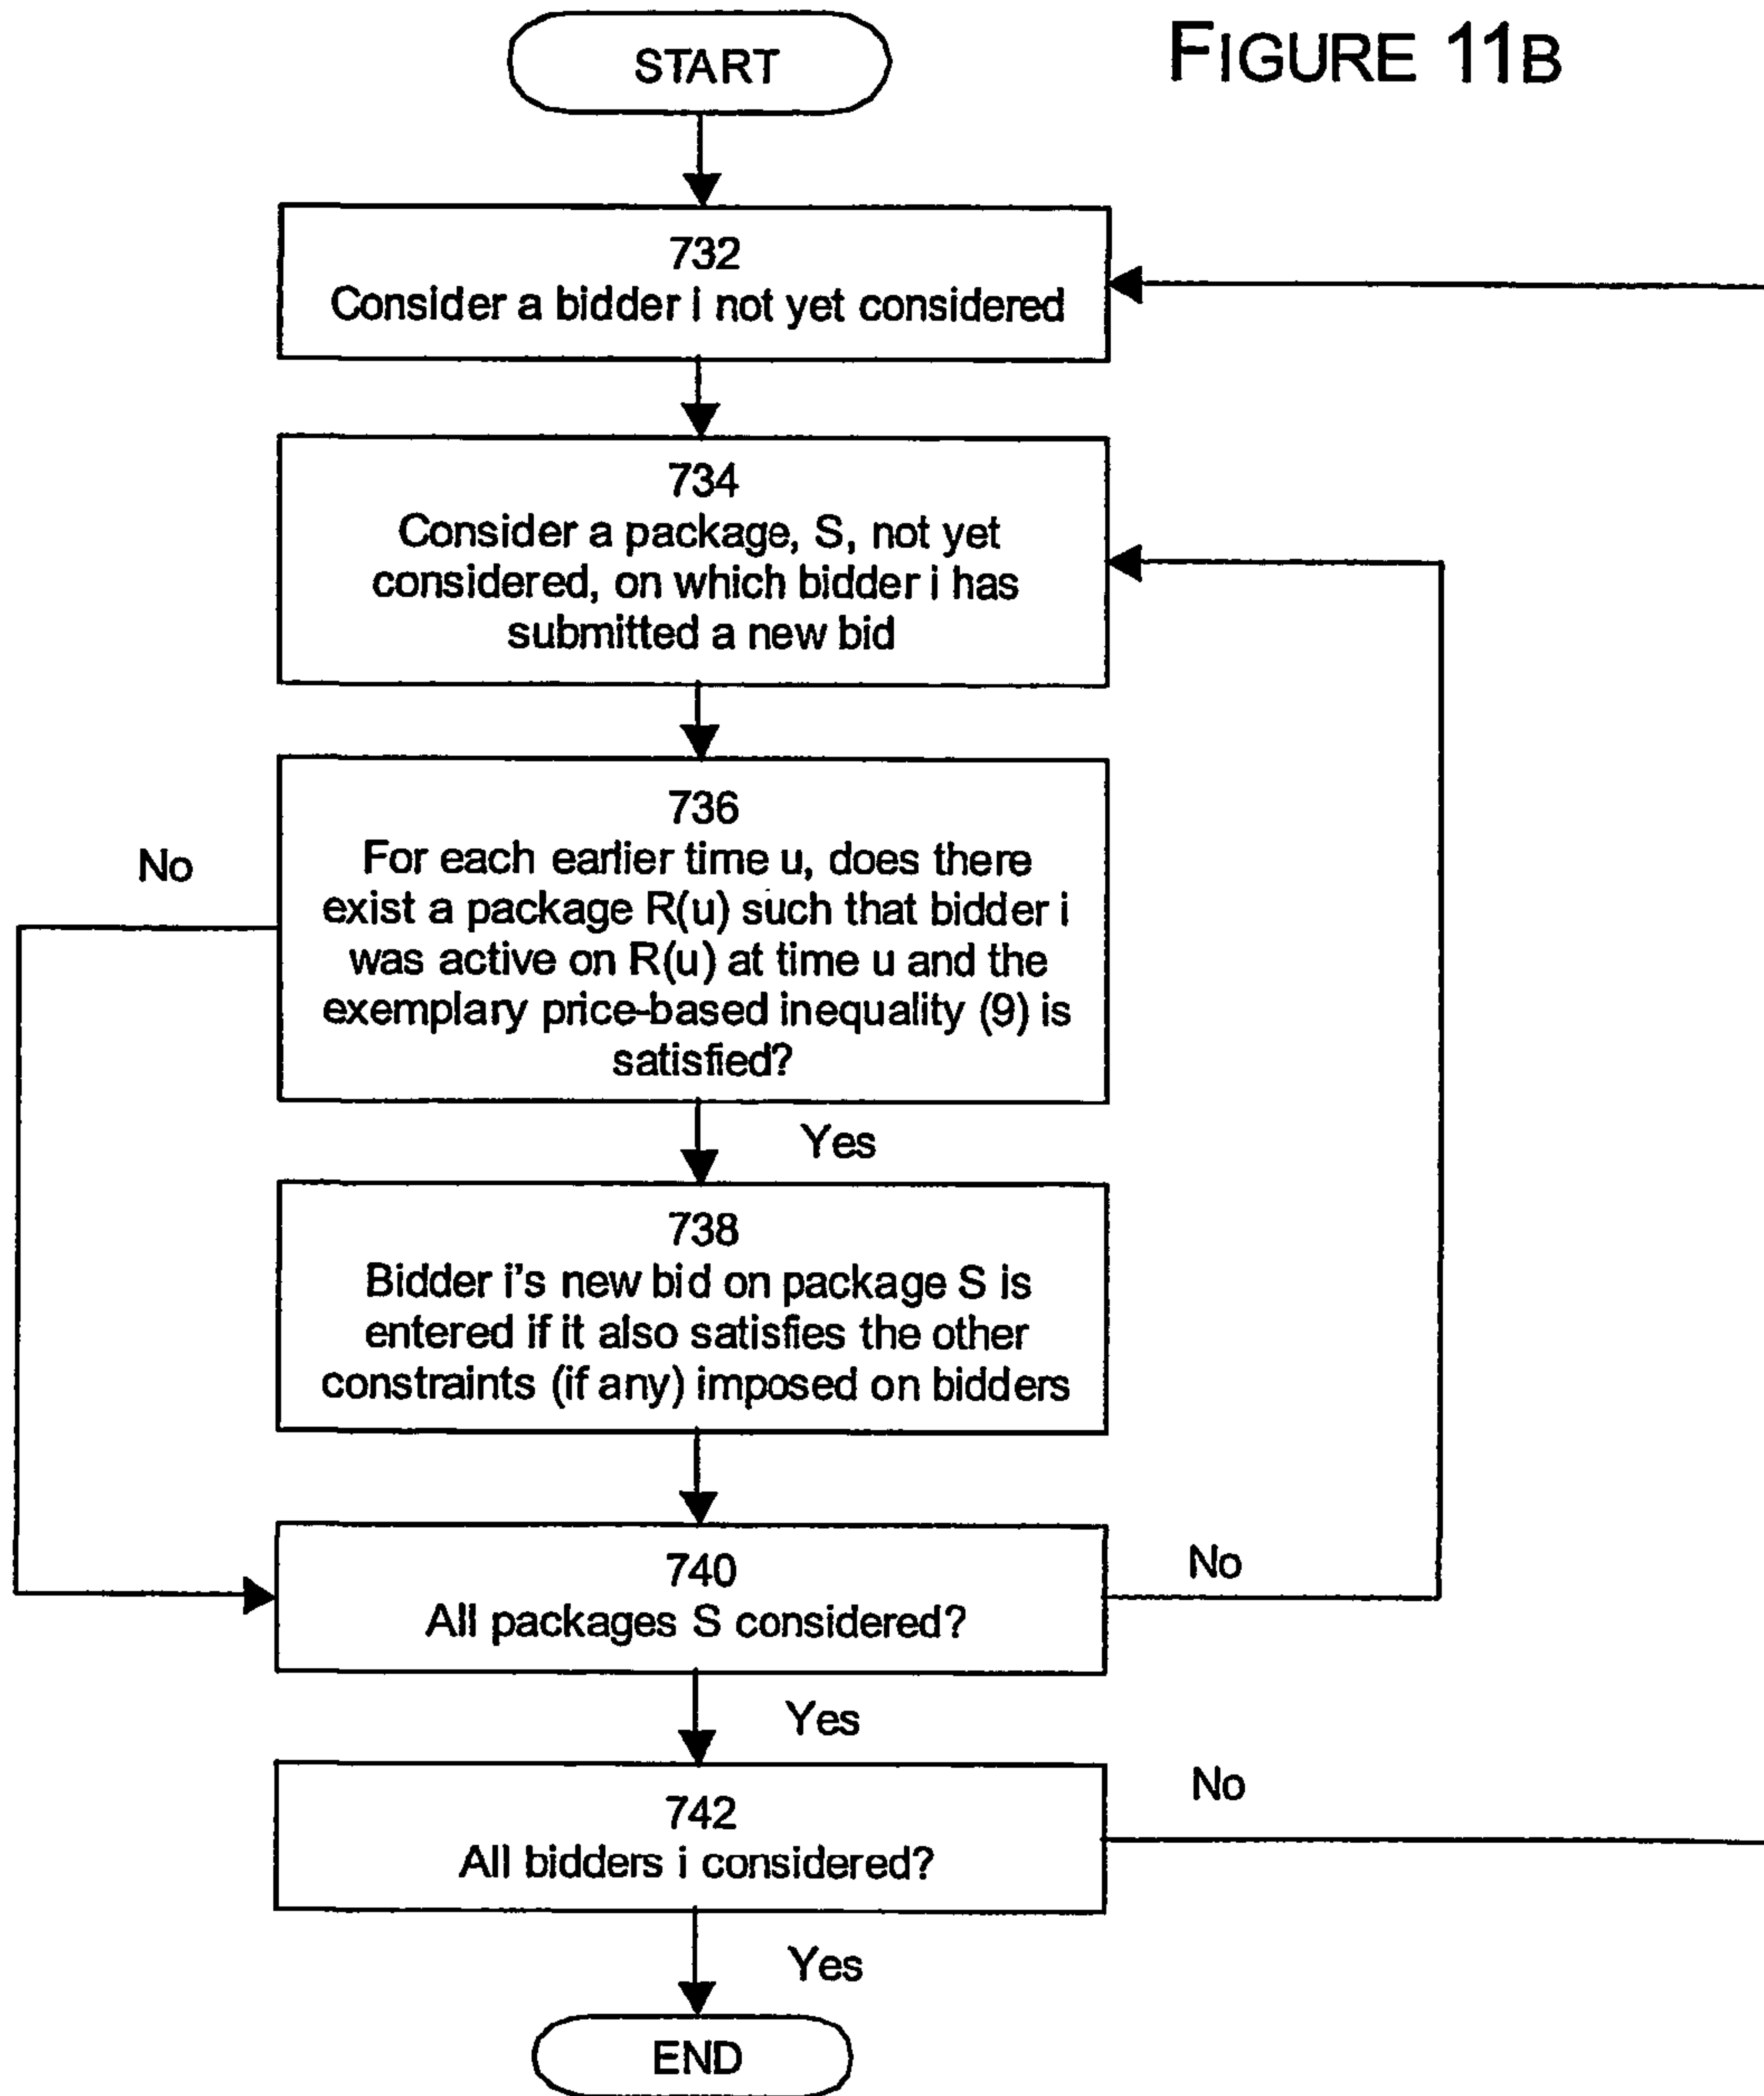 START
FIGURE 11B
732
Consider a bidder i not yet considered
734
Consider a package, S, not yet
considered, on which bidder i has
submitted a new bid
736
For each earlier time u, does there
exist a package R(u) such that bidder i
was active on R(u) at time u and the
exemplary price-based inequality (9) is
satisfied?
No
Yes
738
Bidder i's new bid on package S is
entered if it also satisfies the other
constraints (if any) imposed on bidders
740
All packages S considered?
No
Yes
742
All bidders i considered?
No
Yes
END